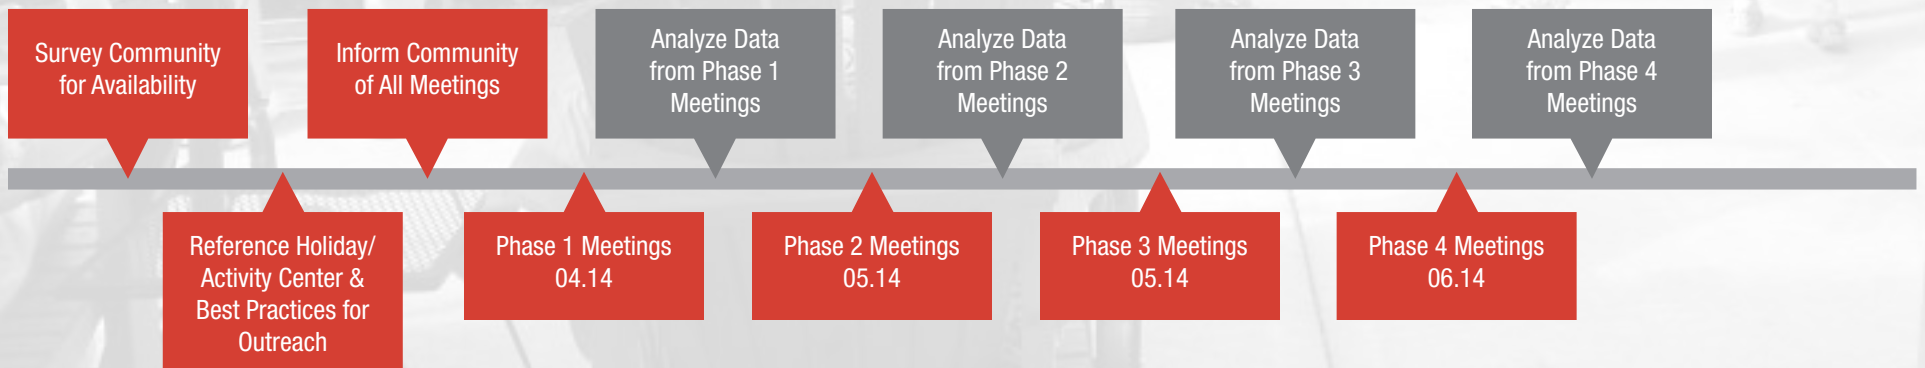 Survey Community
for Availability
Inform Community
of All Meetings
Analyze Data
from Phase 1
Meetings
Analyze Data
from Phase 2
Meetings
Analyze Data
from Phase 3
Meetings
Analyze Data
from Phase 4
Meetings
Reference Holiday/
Activity Center &
Best Practices for
Outreach
Phase 1 Meetings
04.14
Phase 2 Meetings
05.14
Phase 3 Meetings
05.14
Phase 4 Meetings
06.14